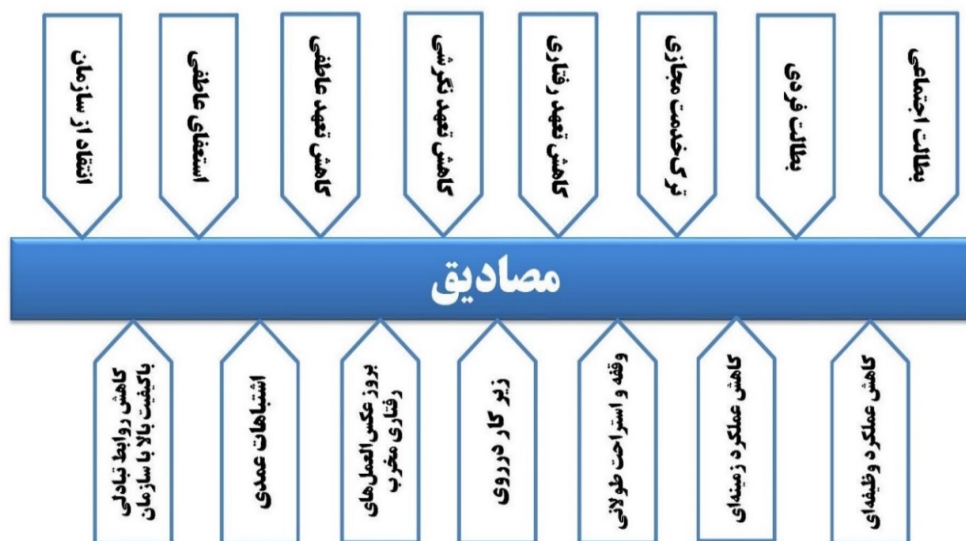 بطالت اجتماعی
بطالت فردی
ترک‌خدمت مجازی
کاهش تعهد رفتاری
کاهش تعهد نگرشی
کاهش تعهد عاطفی
استعفای عاطفی
انتقاد از سازمان
مصادیق
کاهش عملکرد وظیفه‌ای
کاهش عملکرد زمینه‌ای
وقفه و استراحت طولانی
زیر کار درروی
بروز عکس‌العمل‌های
رفتاری مخرب
اشتباهات عمدی
کاهش روابط تبادلی
باکیفیت بالا با سازمان